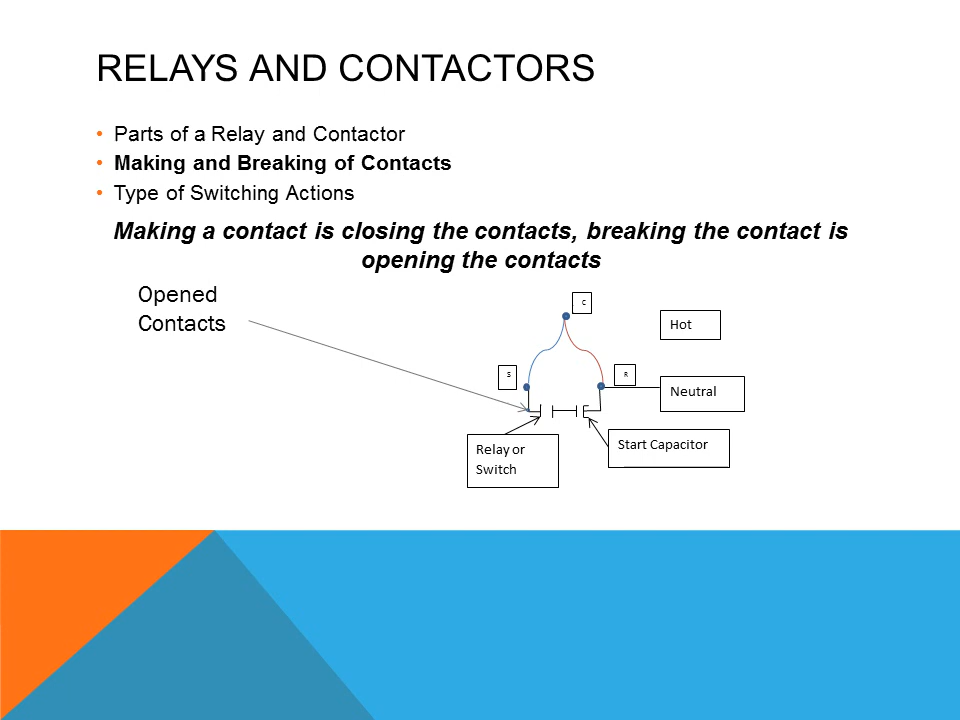 RELAYS AND CONTACTORS
• Parts of a Relay and Contactor
• Making and Breaking of Contacts
• Type of Switching Actions
Making a contact is closing the contacts, breaking the contact is
opening the contacts
Opened
Contacts
C
Hot
S
R
Neutral
Relay or
Switch
Start Capacitor